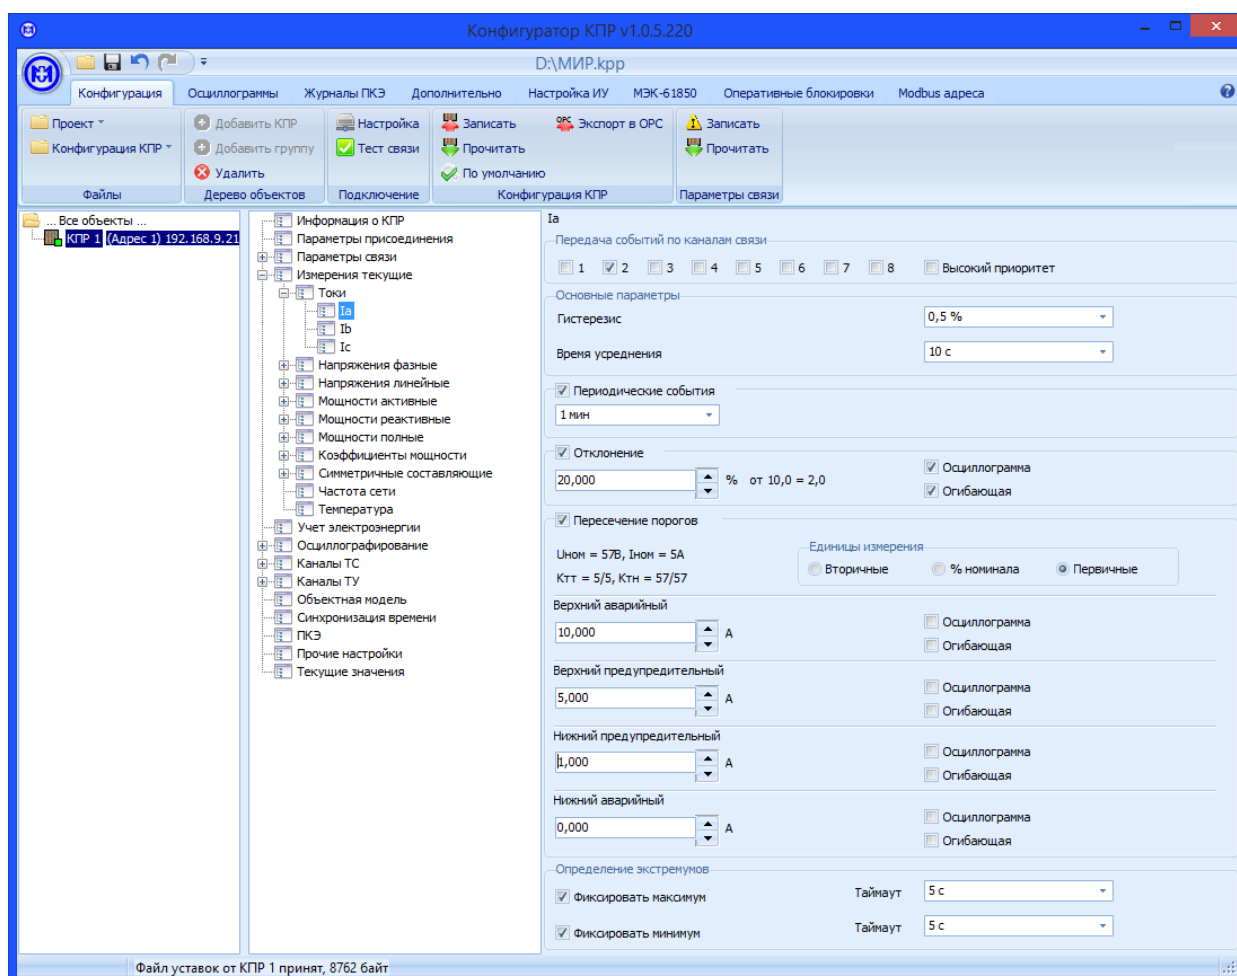 Конфигуратор КПР v1.0.5.220
D:\МИР.kpp
Конфигурация Осциллограммы Журналы ПКЭ Дополнительно Настройка ИУ МЭК-61850 Оперативные блокировки Modbus адреса
Проект Добавить КПР Настройка Записать OPC Экспорт в OPC Записать
Конфигурация КПР Добавить группу Тест связи Прочитать Прочитать
Удалить По умолчанию
Файлы Дерево объектов Подключение Конфигурация КПР Параметры связи
... Все объекты ...
КПР 1 (Адрес 1) 192.168.9.21
Информация о КПР
Параметры присоединения
Параметры связи
Измерения текущие
Токи
Ia
Ib
Ic
Напряжения фазные
Напряжения линейные
Мощности активные
Мощности реактивные
Мощности полные
Коэффициенты мощности
Симметричные составляющие
Частота сети
Температура
Учет электроэнергии
Осциллографирование
Каналы ТС
Каналы ТУ
Объектная модель
Синхронизация времени
ПКЭ
Прочие настройки
Текущие значения
Ia
Передача событий по каналам связи
1 2 3 4 5 6 7 8 Высокий приоритет
Основные параметры
Гистерезис 0,5 %
Время усреднения 10 с
Периодические события
1 мин
Отклонение
20,000 % от 10,0 = 2,0
Осциллограмма
Огибающая
Пересечение порогов
Uном = 57В, Iном = 5А
Kтт = 5/5, Kтн = 57/57
Единицы измерения
Вторичные % номинала Первичные
Верхний аварийный
10,000 А
Осциллограмма
Огибающая
Верхний предупредительный
5,000 А
Осциллограмма
Огибающая
Нижний предупредительный
1,000 А
Осциллограмма
Огибающая
Нижний аварийный
0,000 А
Осциллограмма
Огибающая
Определение экстремумов
Фиксировать максимум Таймаут 5 с
Фиксировать минимум Таймаут 5 с
Файл уставок от КПР 1 принят, 8762 байт